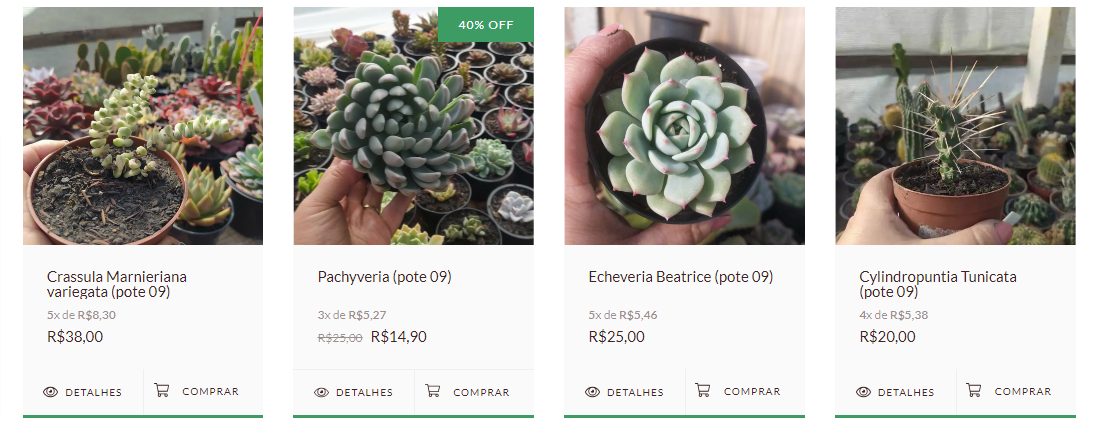 40% OFF
Crassula Marnieriana
variegata (pote 09)
5x de R$8,30
R$38,00
DETALHES
COMPRAR
Pachyveria (pote 09)
3x de R$5,27
R$25,00 R$14,90
DETALHES
COMPRAR
Echeveria Beatrice (pote 09)
5x de R$5,46
R$25,00
DETALHES
COMPRAR
Cylindropuntia Tunicata
(pote 09)
4x de R$5,38
R$20,00
DETALHES
COMPRAR